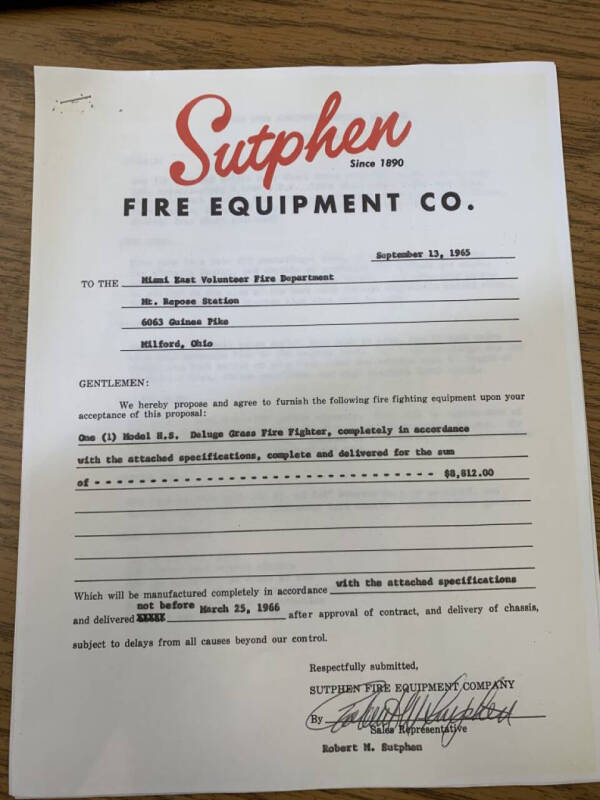 Sutphen
Since 1890
FIRE EQUIPMENT CO.
September 13, 1965
TO THE Miami East Volunteer Fire Department
Mt. Repose Station
6063 Guinea Pike
Milford, Ohio
GENTLEMEN:
We hereby propose and agree to furnish the following fire fighting equipment upon your
acceptance of this proposal:
One (1) Model H.S. Deluge Grass Fire Fighter, completely in accordance
with the attached specifications, complete and delivered for the sum
of - - - - - - - - - - - - - - - - - - - - - - - - - - - - - - - $8,812.00
Which will be manufactured completely in accordance with the attached specifications
not before March 25, 1966
and delivered after approval of contract, and delivery of chassis,
subject to delays from all causes beyond our control.
Respectfully submitted,
SUTPHEN FIRE EQUIPMENT COMPANY
By Robert M Sutphen
Sales Representative
Robert M. Sutphen